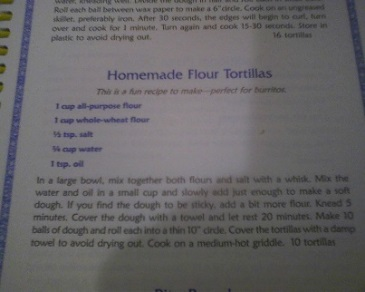 water, kneading well. Divide the dough in half and roll
Roll each ball between wax paper to make a 6" circle. Cook on an ungreased
skillet, preferably iron. After 30 seconds, the edges will begin to curl, turn
over and cook for 1 minute. Turn again and cook 15-30 seconds. Store in
plastic to avoid drying out. 16 tortillas
Homemade Flour Tortillas
This is a fun recipe to make—perfect for burritos.
1 cup all-purpose flour
1 cup whole-wheat flour
½ tsp. salt
¾ cup water
1 tsp. oil
In a large bowl, mix together both flours and salt with a whisk. Mix the
water and oil in a small cup and slowly add just enough to make a soft
dough. If you find the dough to be sticky, add a bit more flour. Knead 5
minutes. Cover the dough with a towel and let rest 20 minutes. Make 10
balls of dough and roll each into a thin 10" circle. Cover the tortillas with a damp
towel to avoid drying out. Cook on a medium-hot griddle. 10 tortillas